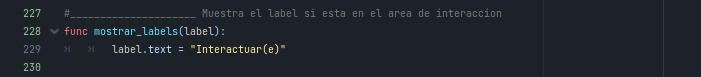 227 #_____________________ Muestra el label si esta en el area de interaccion
228 func mostrar_labels(label):
229 label.text = "Interactuar(e)"
230